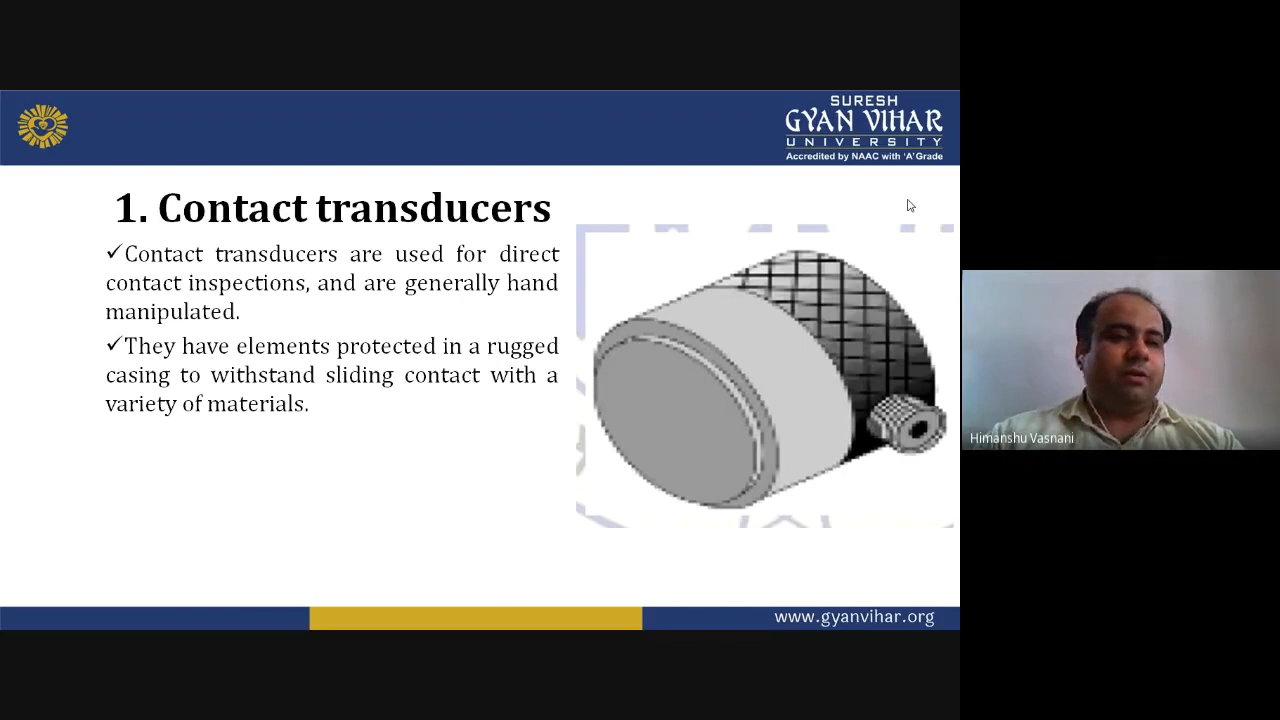 SURESH
GYAN VIHAR
UNIVERSITY
Accredited by NAAC with 'A' Grade
1. Contact transducers
✓Contact transducers are used for direct
contact inspections, and are generally hand
manipulated.
✓They have elements protected in a rugged
casing to withstand sliding contact with a
variety of materials.
Himanshu Vasnani
www.gyanvihar.org